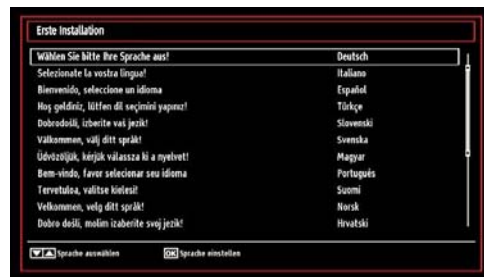 Erste Installation
Wählen Sie bitte Ihre Sprache aus! Deutsch
Selezionate la vostra lingua! Italiano
Bienvenido, seleccione un idioma Español
Hoş geldiniz, lütfen dil seçimini yapınız! Türkçe
Dobrodošli, izberite vaš jezik! Slovenski
Välkommen, välj ditt språk! Svenska
Üdvözöljük, kérjük válassza ki a nyelvet! Magyar
Bem-vindo, favor selecionar seu idioma Português
Tervetuloa, valitse kielesi! Suomi
Velkommen, velg ditt språk! Norsk
Dobro došli, molim izaberite svoj jezik! Hrvatski
Sprache auswählen OK Sprache einstellen